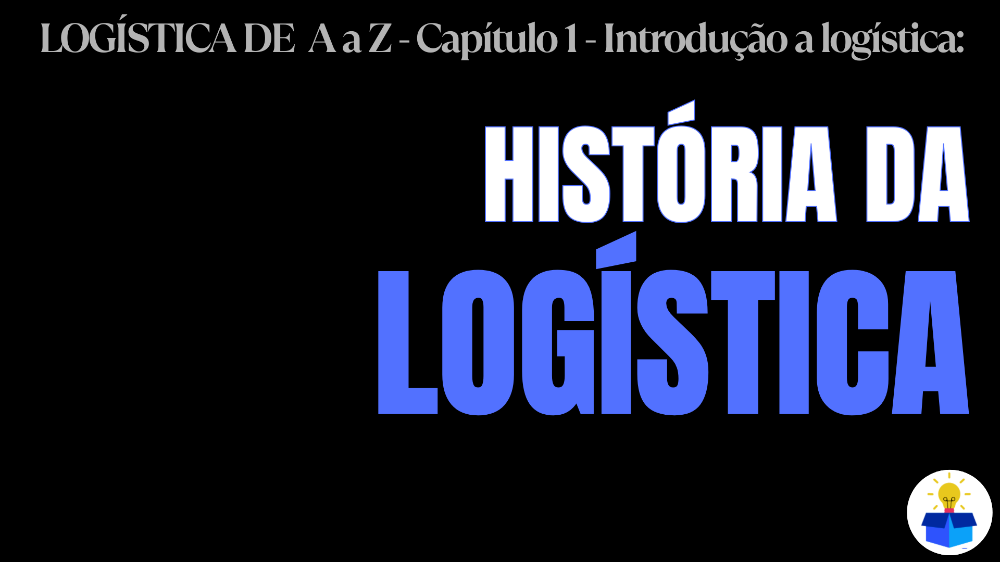 LOGÍSTICA DE A a Z - Capítulo 1 - Introdução a logística:
HISTÓRIA DA
LOGÍSTICA